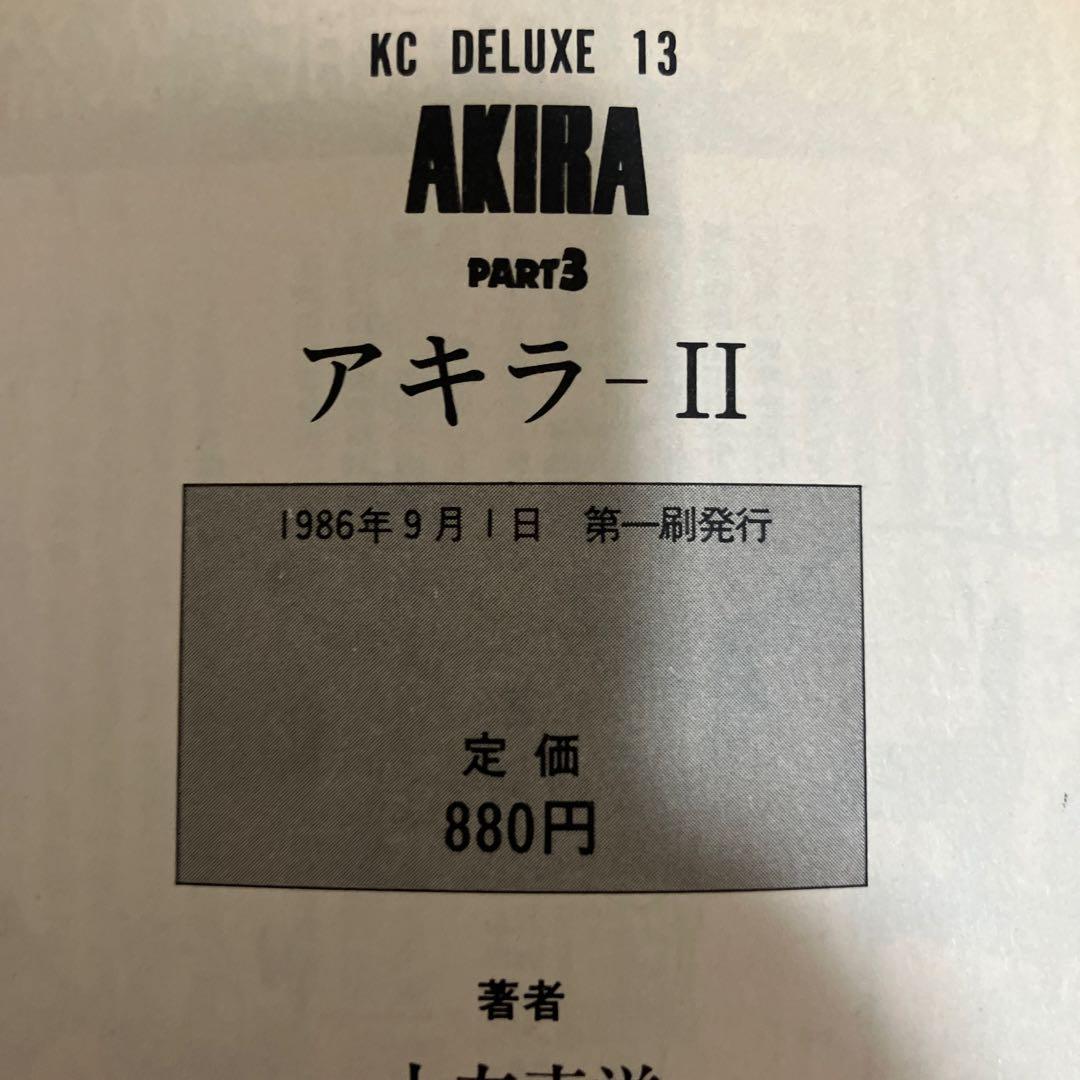 KC DELUXE 13
AKIRA
PART3
アキラ-II
1986年9月1日 第一刷発行
定価
880円
著者